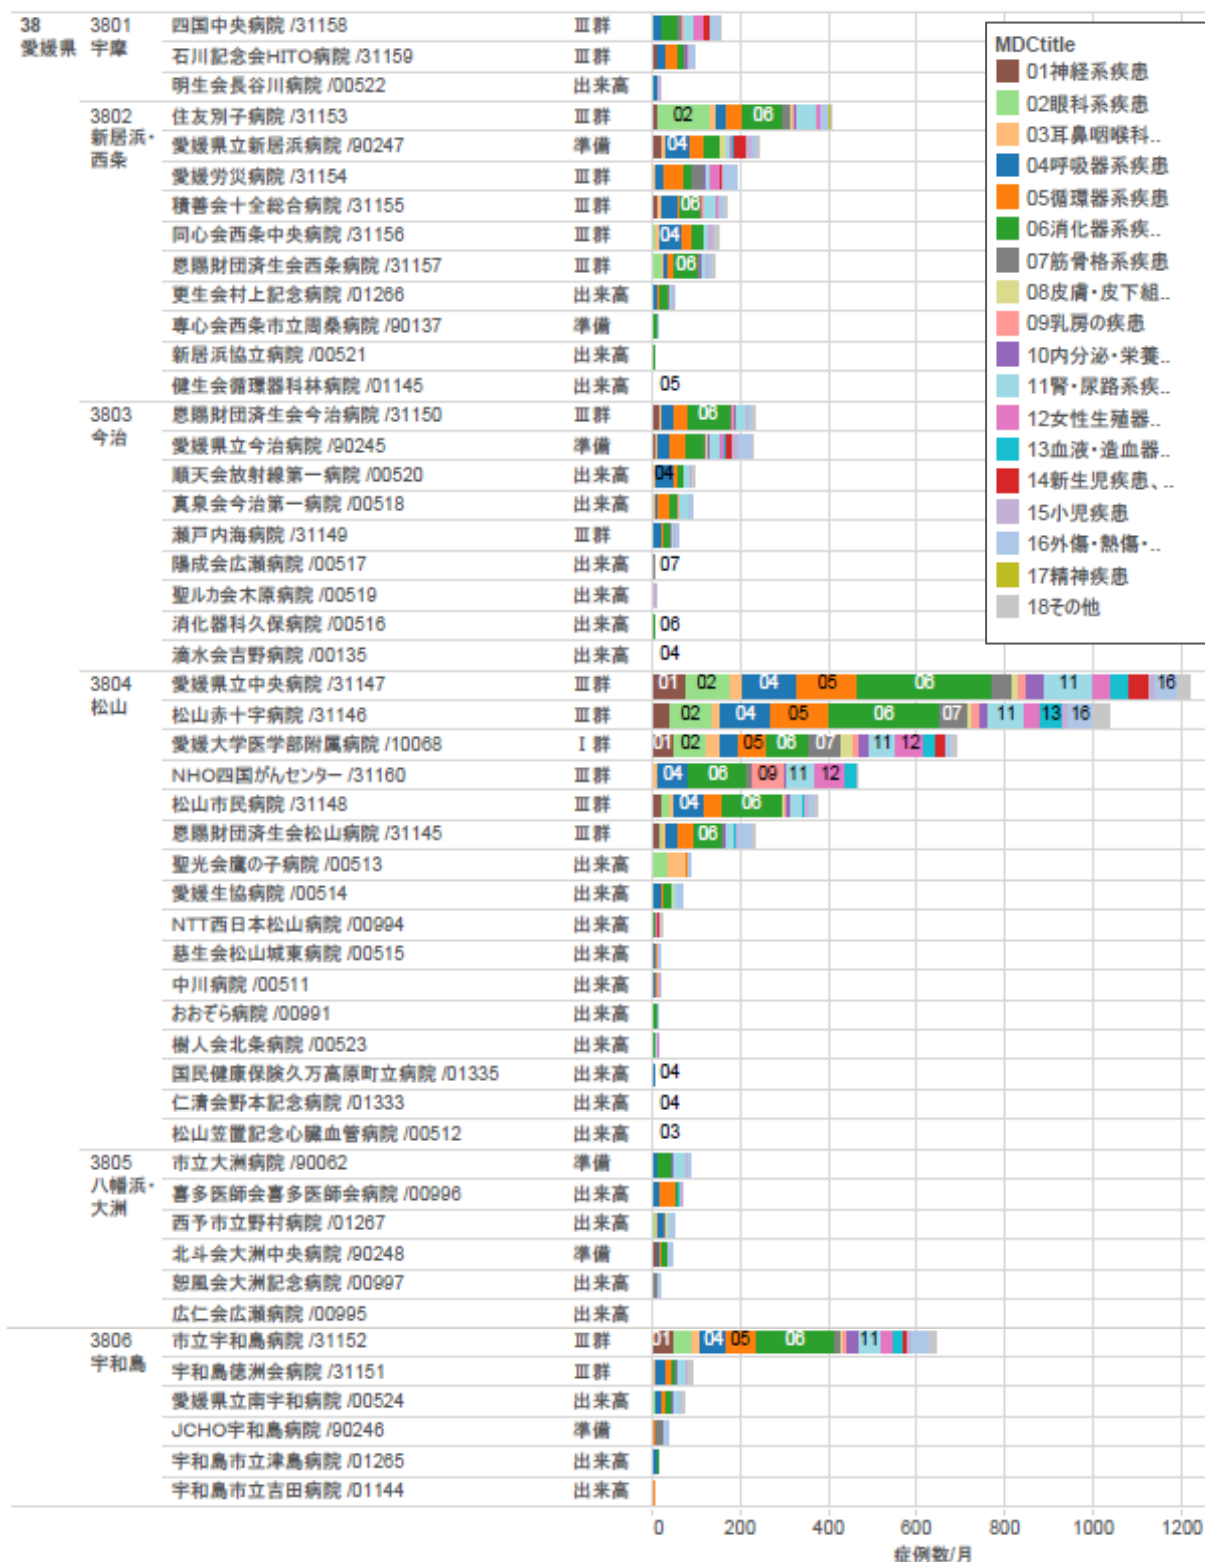 38 愛媛県
3801 宇摩
四国中央病院 /31158 Ⅲ群
石川記念会HITO病院 /31159 Ⅲ群
明生会長谷川病院 /00522 出来高
3802 新居浜・西条
住友別子病院 /31153 Ⅲ群 02 06
愛媛県立新居浜病院 /90247 準備 04
愛媛労災病院 /31154 Ⅲ群
積善会十全総合病院 /31155 Ⅲ群 06
同心会西条中央病院 /31156 Ⅲ群 04
恩賜財団済生会西条病院 /31157 Ⅲ群 06
更生会村上記念病院 /01266 出来高
専心会西条市立周桑病院 /90137 準備
新居浜協立病院 /00521 出来高
健生会循環器科林病院 /01145 出来高 05
3803 今治
恩賜財団済生会今治病院 /31150 Ⅲ群 06
愛媛県立今治病院 /90245 準備
順天会放射線第一病院 /00520 出来高 04
真泉会今治第一病院 /00518 出来高
瀬戸内海病院 /31149 Ⅲ群
陽成会広瀬病院 /00517 出来高 07
聖ルカ会木原病院 /00519 出来高
消化器科久保病院 /00516 出来高 06
滴水会吉野病院 /00135 出来高 04
3804 松山
愛媛県立中央病院 /31147 Ⅲ群 01 02 04 05 06 11 16
松山赤十字病院 /31146 Ⅲ群 02 04 05 06 07 11 13 16
愛媛大学医学部附属病院 /10068 Ⅰ群 01 02 05 06 07 11 12
NHO四国がんセンター /31160 Ⅲ群 04 06 09 11 12
松山市民病院 /31148 Ⅲ群 04 06
恩賜財団済生会松山病院 /31145 Ⅲ群 06
聖光会鷹の子病院 /00513 出来高
愛媛生協病院 /00514 出来高
NTT西日本松山病院 /00994 出来高
慈生会松山城東病院 /00515 出来高
中川病院 /00511 出来高
おおぞら病院 /00991 出来高
樹人会北条病院 /00523 出来高
国民健康保険久万高原町立病院 /01335 出来高 04
仁清会野本記念病院 /01333 出来高 04
松山笠置記念心臓血管病院 /00512 出来高 03
3805 八幡浜・大洲
市立大洲病院 /90062 準備
喜多医師会喜多医師会病院 /00996 出来高
西予市立野村病院 /01267 出来高
北斗会大洲中央病院 /90248 準備
恕風会大洲記念病院 /00997 出来高
広仁会広瀬病院 /00995 出来高
3806 宇和島
市立宇和島病院 /31152 Ⅲ群 01 04 05 06 11
宇和島徳洲会病院 /31151 Ⅲ群
愛媛県立南宇和病院 /00524 出来高
JCHO宇和島病院 /90246 準備
宇和島市立津島病院 /01265 出来高
宇和島市立吉田病院 /01144 出来高
0 200 400 600 800 1000 1200
症例数/月
MDCtitle
01神経系疾患
02眼科系疾患
03耳鼻咽喉科..
04呼吸器系疾患
05循環器系疾患
06消化器系疾..
07筋骨格系疾患
08皮膚・皮下組..
09乳房の疾患
10内分泌・栄養..
11腎・尿路系疾..
12女性生殖器..
13血液・造血器..
14新生児疾患、..
15小児疾患
16外傷・熱傷・..
17精神疾患
18その他